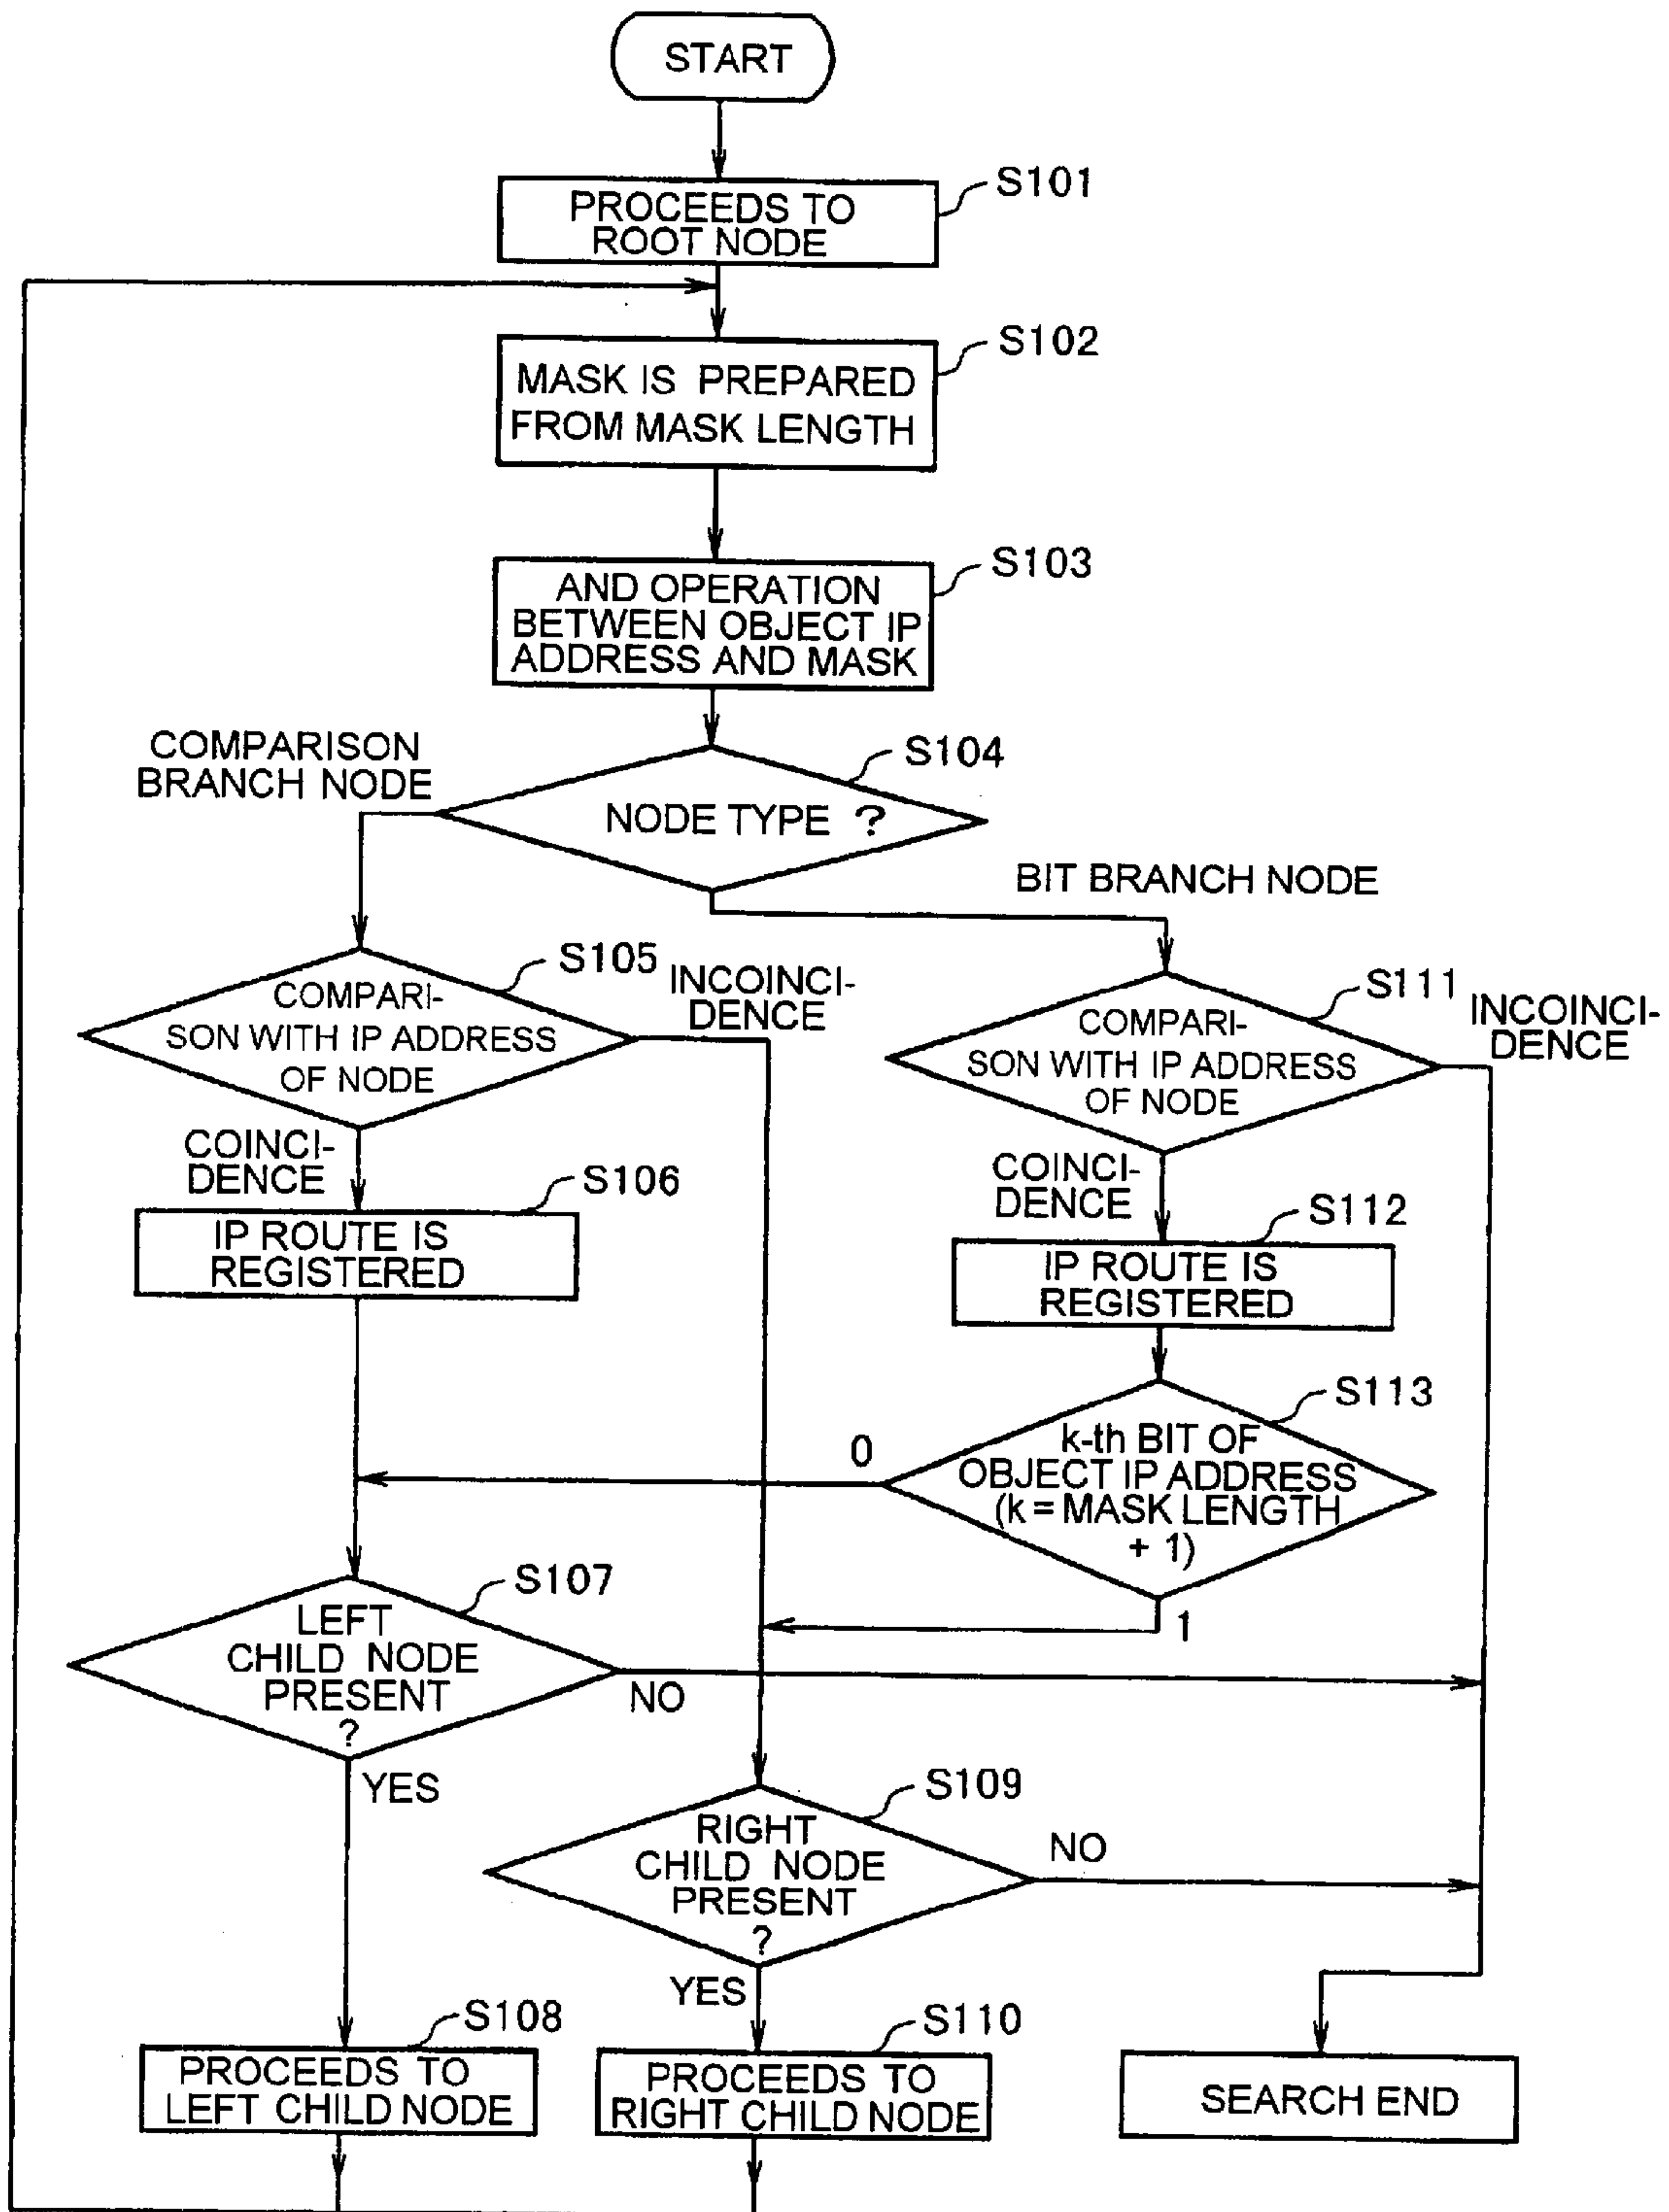 START
S101
PROCEEDS TO
ROOT NODE
S102
MASK IS PREPARED
FROM MASK LENGTH
S103
AND OPERATION
BETWEEN OBJECT IP
ADDRESS AND MASK
COMPARISON
BRANCH NODE
S104
NODE TYPE ?
BIT BRANCH NODE
S105
INCOINCI-
DENCE
COMPARI-
SON WITH IP ADDRESS
OF NODE
S111
INCOINCI-
DENCE
COMPARI-
SON WITH IP ADDRESS
OF NODE
COINCI-
DENCE
S106
IP ROUTE IS
REGISTERED
COINCI-
DENCE
S112
IP ROUTE IS
REGISTERED
S113
0
k-th BIT OF
OBJECT IP ADDRESS
(k = MASK LENGTH
+ 1)
1
S107
LEFT
CHILD NODE
PRESENT
?
NO
YES
S109
RIGHT
CHILD NODE
PRESENT
?
NO
YES
S108
PROCEEDS TO
LEFT CHILD NODE
S110
PROCEEDS TO
RIGHT CHILD NODE
SEARCH END